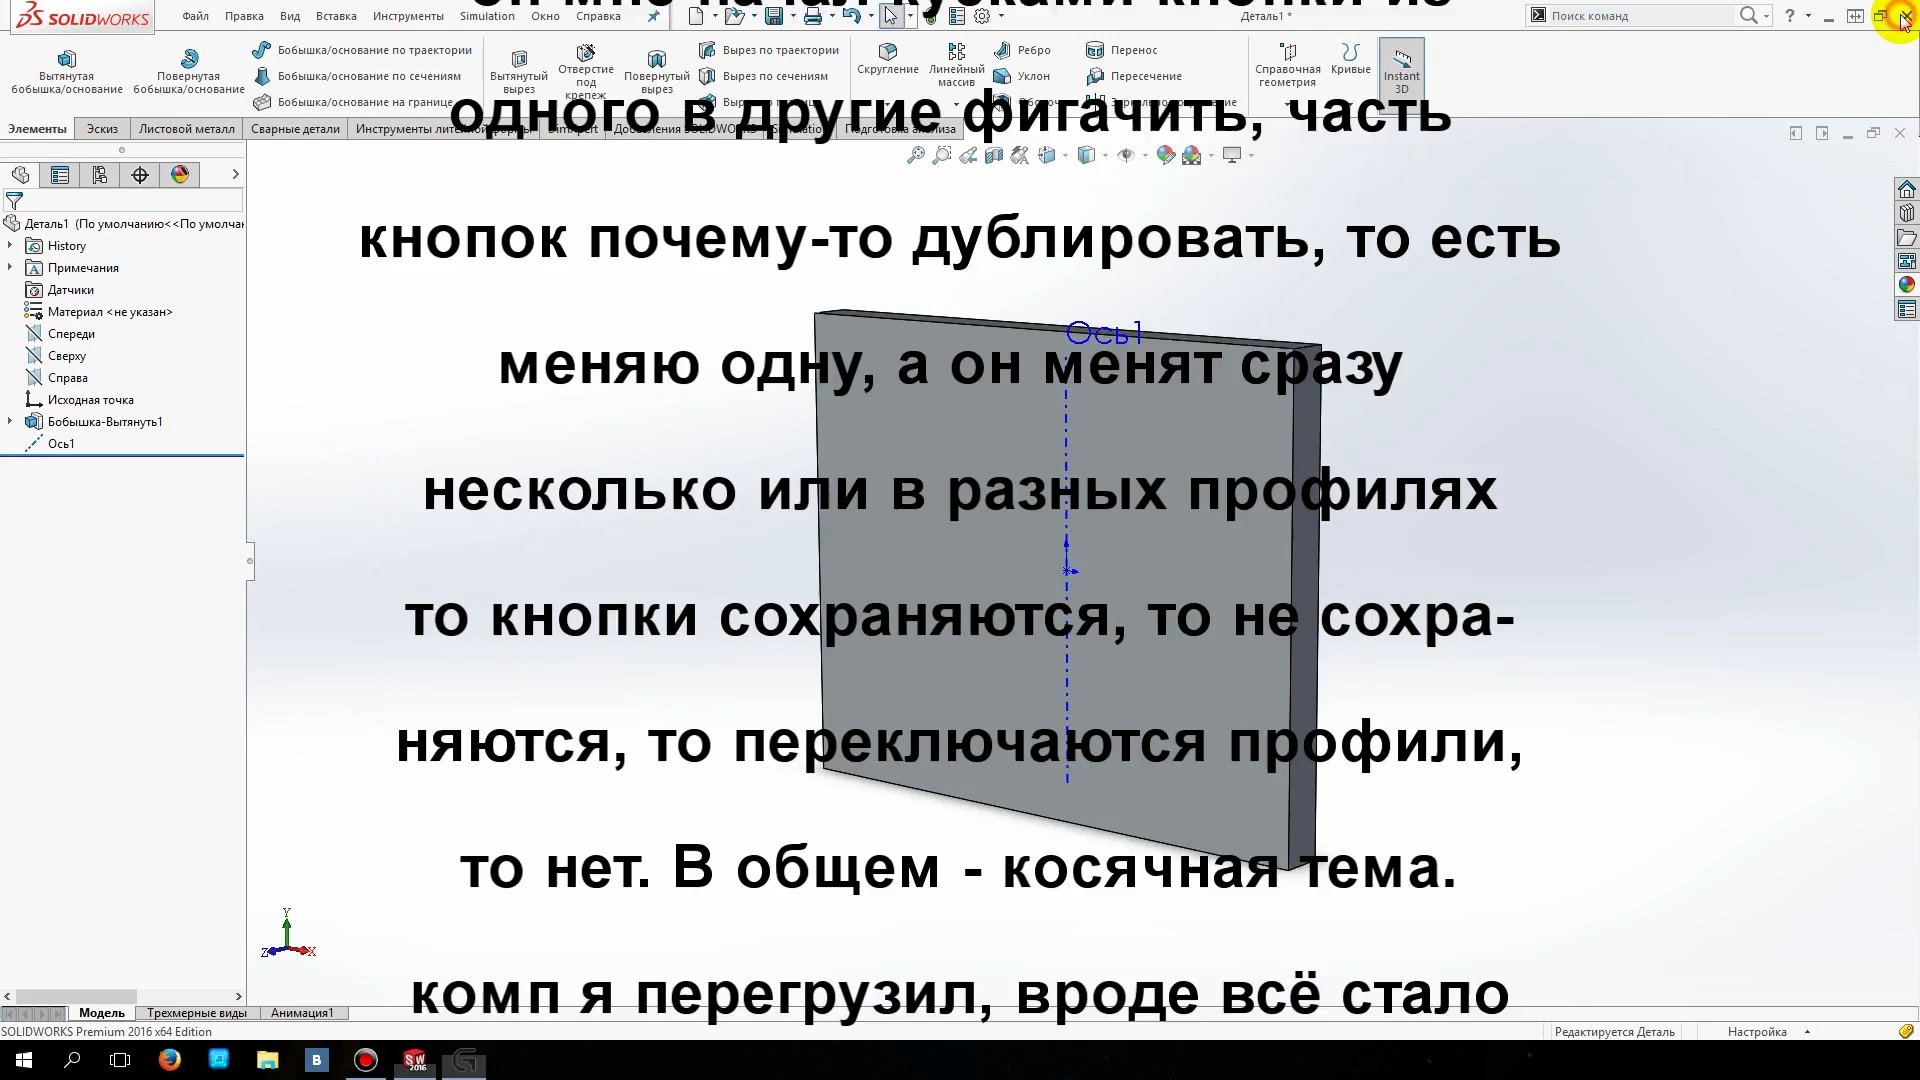 SOLIDWORKS
Файл Правка Вид Вставка Инструменты Simulation Окно Справка
Деталь1 *
Поиск команд
Вытянутая бобышка/основание
Повернутая бобышка/основание
Бобышка/основание по траектории
Бобышка/основание по сечениям
Бобышка/основание на границе
Вытянутый вырез
Отверстие под крепеж
Повернутый вырез
Вырез по траектории
Вырез по сечениям
Скругление
Линейный массив
Ребро
Уклон
Перенос
Пересечение
Справочная геометрия
Кривые
Instant 3D
Элементы Эскиз Листовой металл Сварные детали
одного в другие фигачить, часть
кнопок почему-то дублировать, то есть
меняю одну, а он менят сразу
несколько или в разных профилях
то кнопки сохраняются, то не сохра-
няются, то переключаются профили,
то нет. В общем - косячная тема.
комп я перегрузил, вроде всё стало
Деталь1 (По умолчанию<<По умолча
History
Примечания
Датчики
Материал <не указан>
Спереди
Сверху
Справа
Исходная точка
Бобышка-Вытянуть1
Ось1
Ось1
Y
Z
X
Модель Трехмерные виды Анимация1
SOLIDWORKS Premium 2016 x64 Edition
Редактируется Деталь Настройка
B
SW 2016